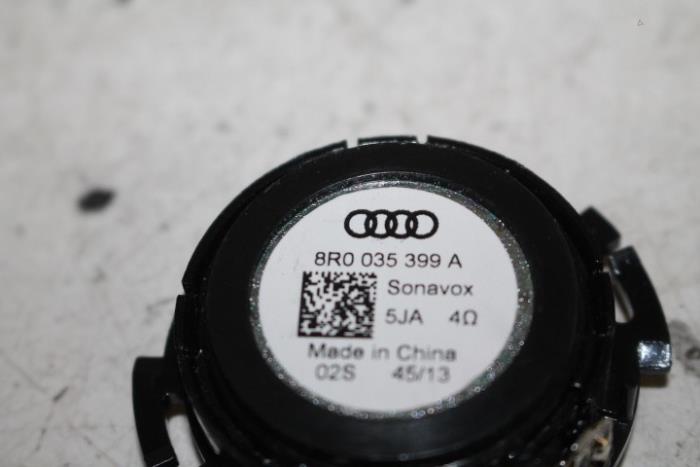 8R0 035 399 A
Sonavox
5JA 4Ω
Made in China
02S 45/13